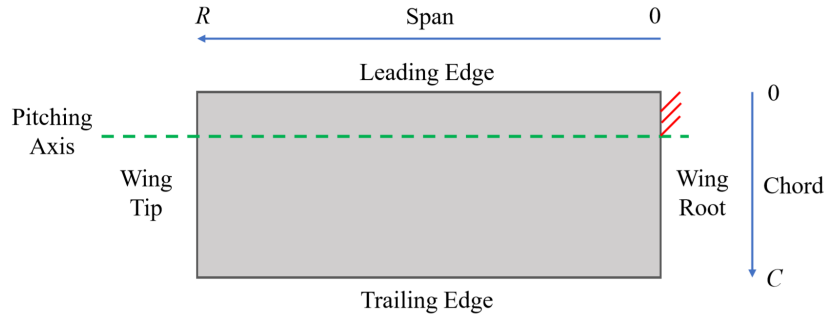 R
Span
0
Leading Edge
0
Pitching
Axis
Wing
Tip
Wing
Root
Chord
C
Trailing Edge